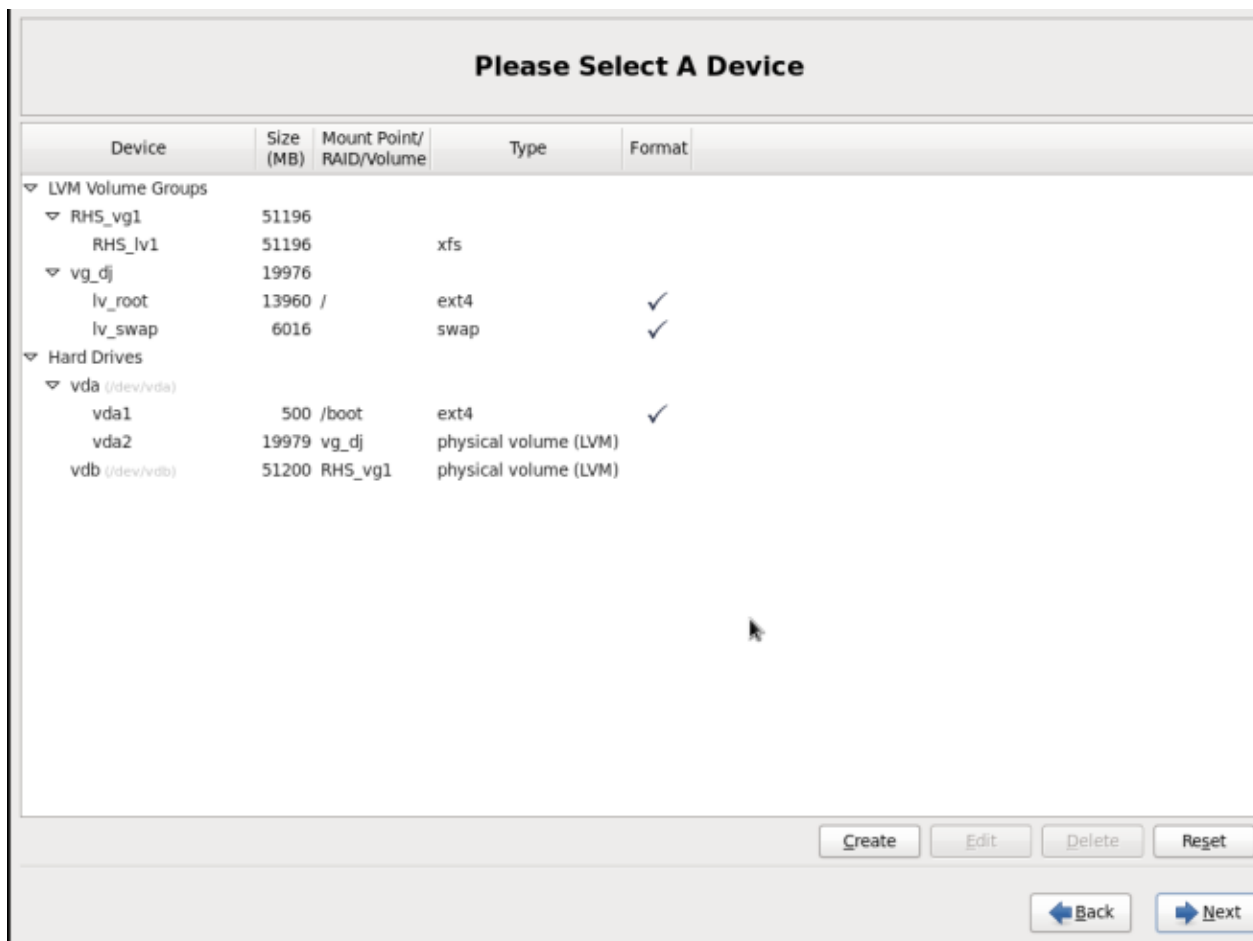 Please Select A Device
Device Size (MB) Mount Point/ RAID/Volume Type Format
LVM Volume Groups
RHS_vg1 51196
RHS_lv1 51196 xfs
vg_dj 19976
lv_root 13960 / ext4 ✓
lv_swap 6016 swap ✓
Hard Drives
vda (/dev/vda)
vda1 500 /boot ext4 ✓
vda2 19979 vg_dj physical volume (LVM)
vdb (/dev/vdb) 51200 RHS_vg1 physical volume (LVM)
Create Edit Delete Reset
Back Next